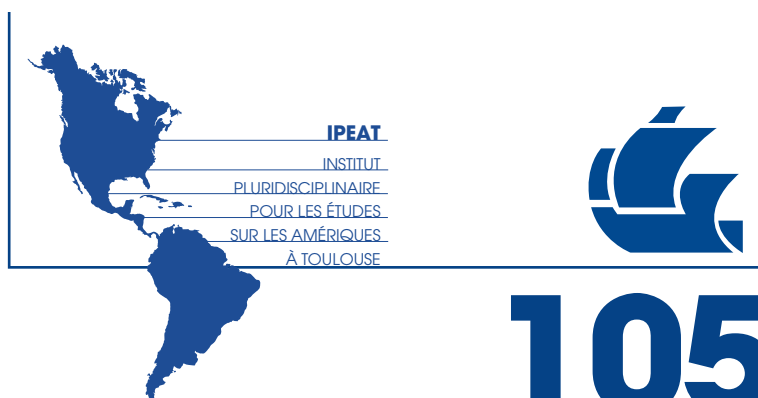 IPEAT
INSTITUT
PLURIDISCIPLINAIRE
POUR LES ÉTUDES
SUR LES AMÉRIQUES
À TOULOUSE
105